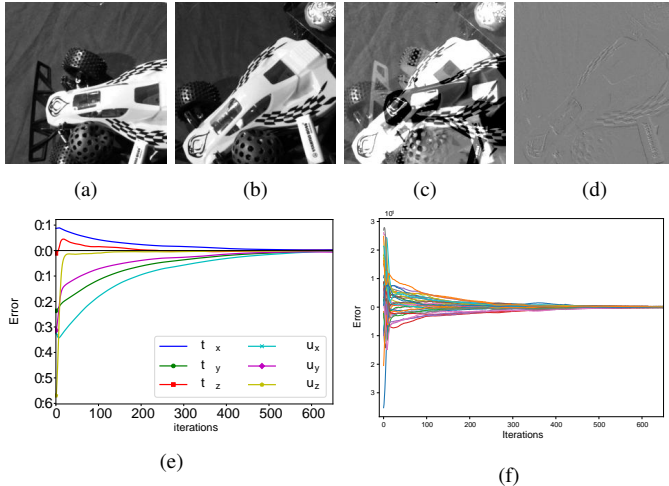 (a)
(b)
(c)
(d)
0.1
0.0
0.1
0.2
0.3
0.4
0.5
0.6
Error
0
100
200
300
400
500
600
iterations
t x
t y
t z
u x
u y
u z
(e)
3
2
1
0
1
2
3
Error
0
100
200
300
400
500
600
Iterations
(f)